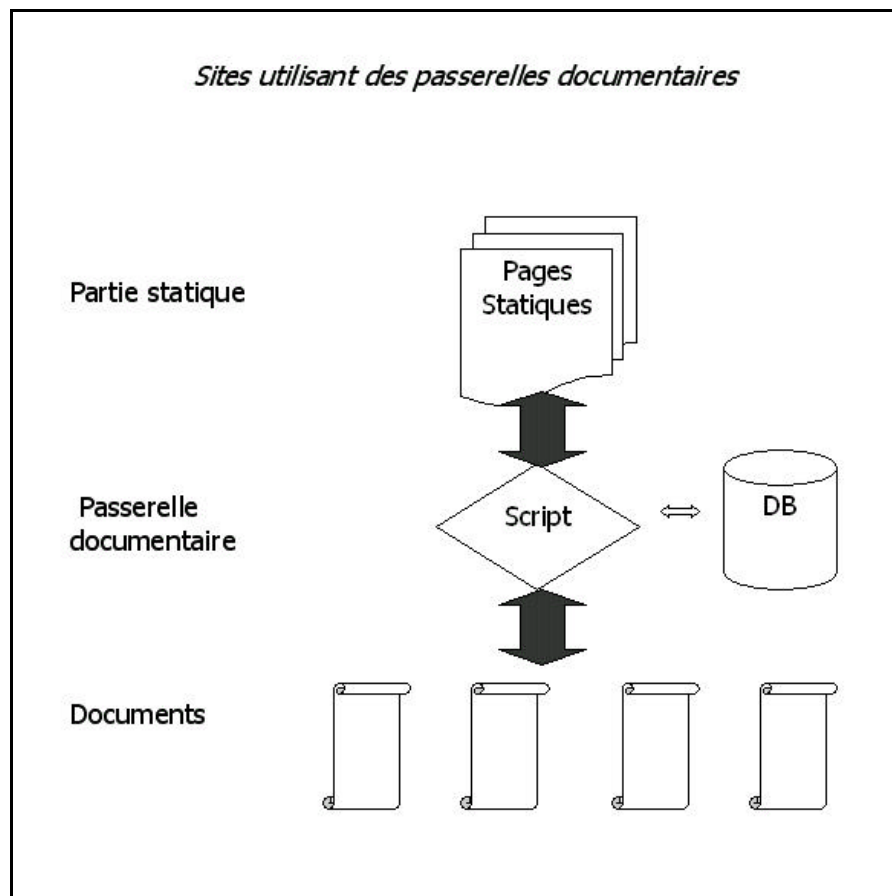 Sites utilisant des passerelles documentaires
Partie statique
Pages
Statiques
Passerelle
documentaire
Script
DB
Documents